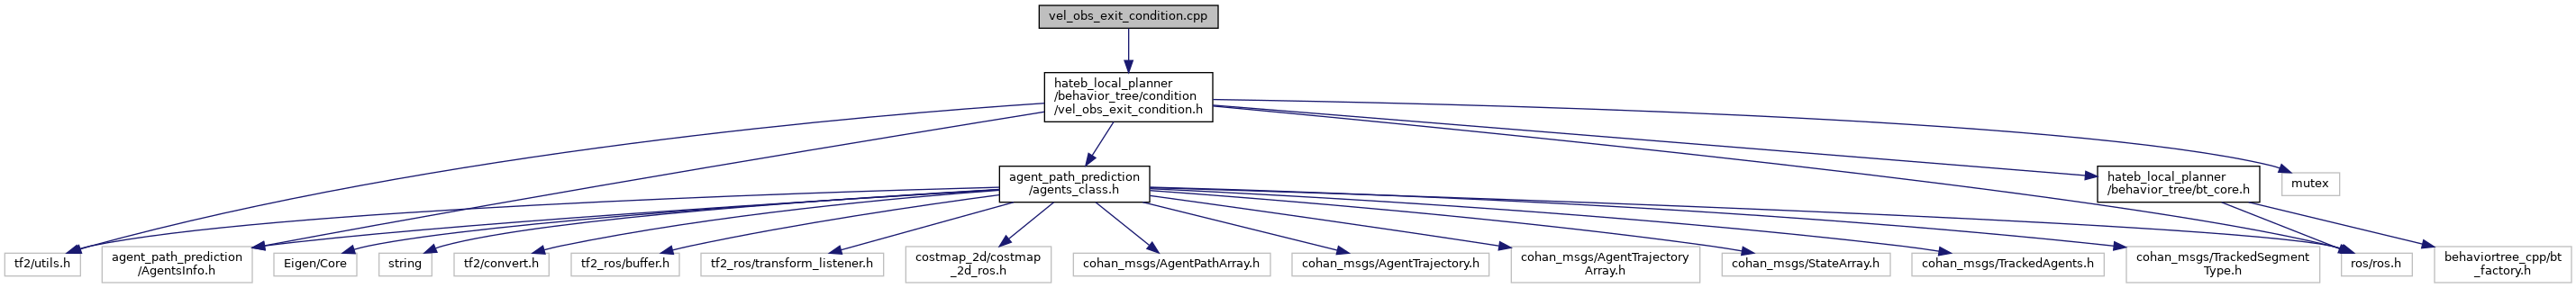 vel_obs_exit_condition.cpp
hateb_local_planner
/behavior_tree/condition
/vel_obs_exit_condition.h
agent_path_prediction
/agents_class.h
hateb_local_planner
/behavior_tree/bt_core.h
mutex
tf2/utils.h
agent_path_prediction
/AgentsInfo.h
Eigen/Core
string
tf2/convert.h
tf2_ros/buffer.h
tf2_ros/transform_listener.h
costmap_2d/costmap
_2d_ros.h
cohan_msgs/AgentPathArray.h
cohan_msgs/AgentTrajectory.h
cohan_msgs/AgentTrajectory
Array.h
cohan_msgs/StateArray.h
cohan_msgs/TrackedAgents.h
cohan_msgs/TrackedSegment
Type.h
ros/ros.h
behaviortree_cpp/bt
_factory.h